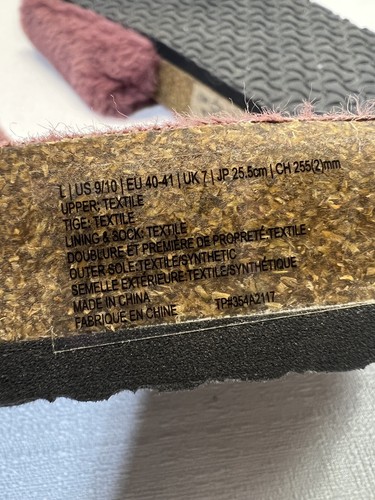 L | US 9/10 | EU 40-41 | UK 7 | JP 25.5cm | CH 255(2)mm
UPPER: TEXTILE
TIGE: TEXTILE
LINING & SOCK: TEXTILE
DOUBLURE ET PREMIÈRE DE PROPRETÉ:TEXTILE
OUTER SOLE:TEXTILE/SYNTHETIC
SEMELLE EXTÉRIEURE:TEXTILE/SYNTHÉTIQUE
MADE IN CHINA
FABRIQUÉ EN CHINE TP#354A211T